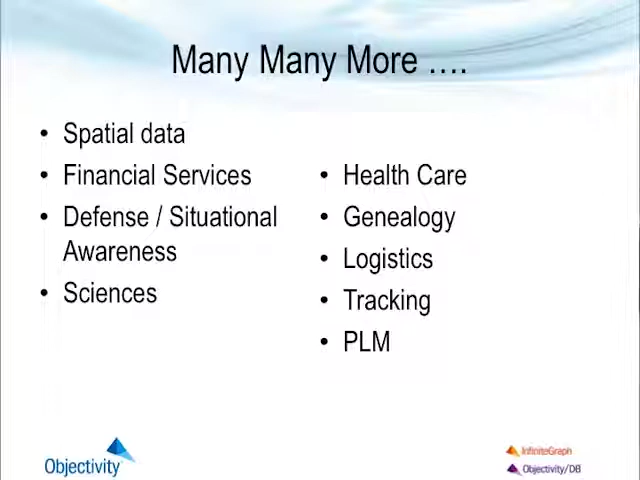 Many Many More ....
• Spatial data
• Financial Services
• Defense / Situational
Awareness
• Sciences
• Health Care
• Genealogy
• Logistics
• Tracking
• PLM
Objectivity
InfiniteGraph
Objectivity/DB